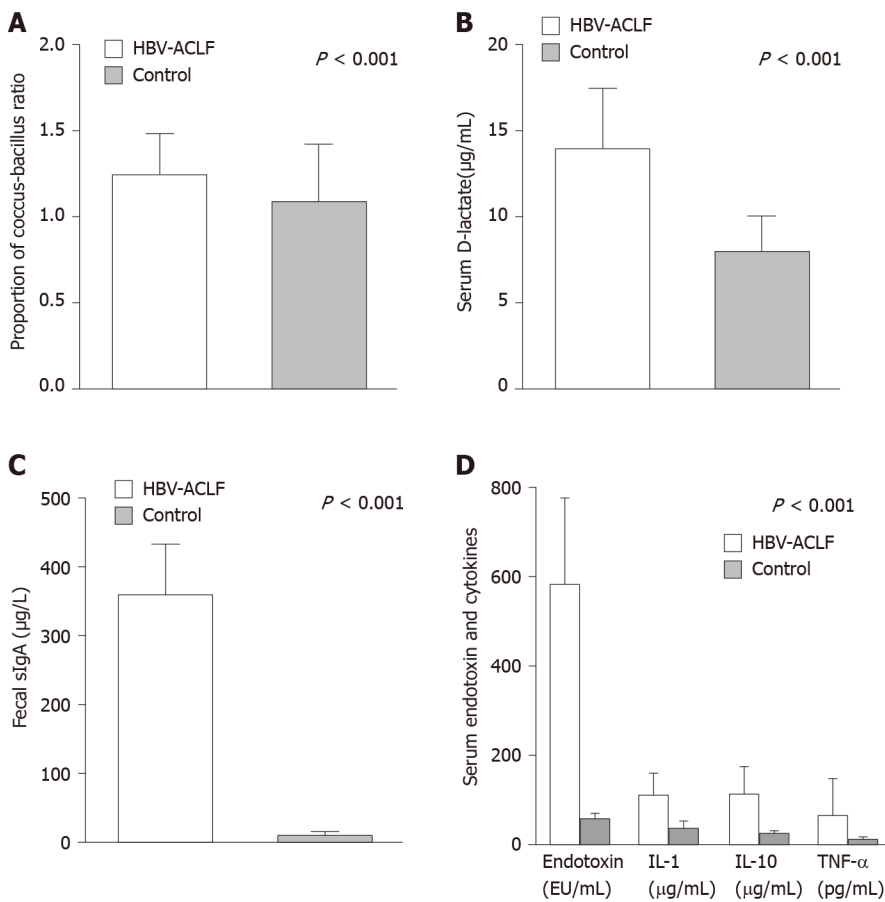 A
HBV-ACLF
Control
P < 0.001
Proportion of coccus-bacillus ratio
2.0
1.5
1.0
0.5
0.0
B
HBV-ACLF
Control
P < 0.001
Serum D-lactate(µg/mL)
20
15
10
5
0
C
HBV-ACLF
Control
P < 0.001
Fecal sIgA (µg/L)
500
400
300
200
100
0
D
P < 0.001
HBV-ACLF
Control
Serum endotoxin and cytokines
800
600
400
200
0
Endotoxin IL-1 IL-10 TNF-α
(EU/mL) (µg/mL) (µg/mL) (pg/mL)